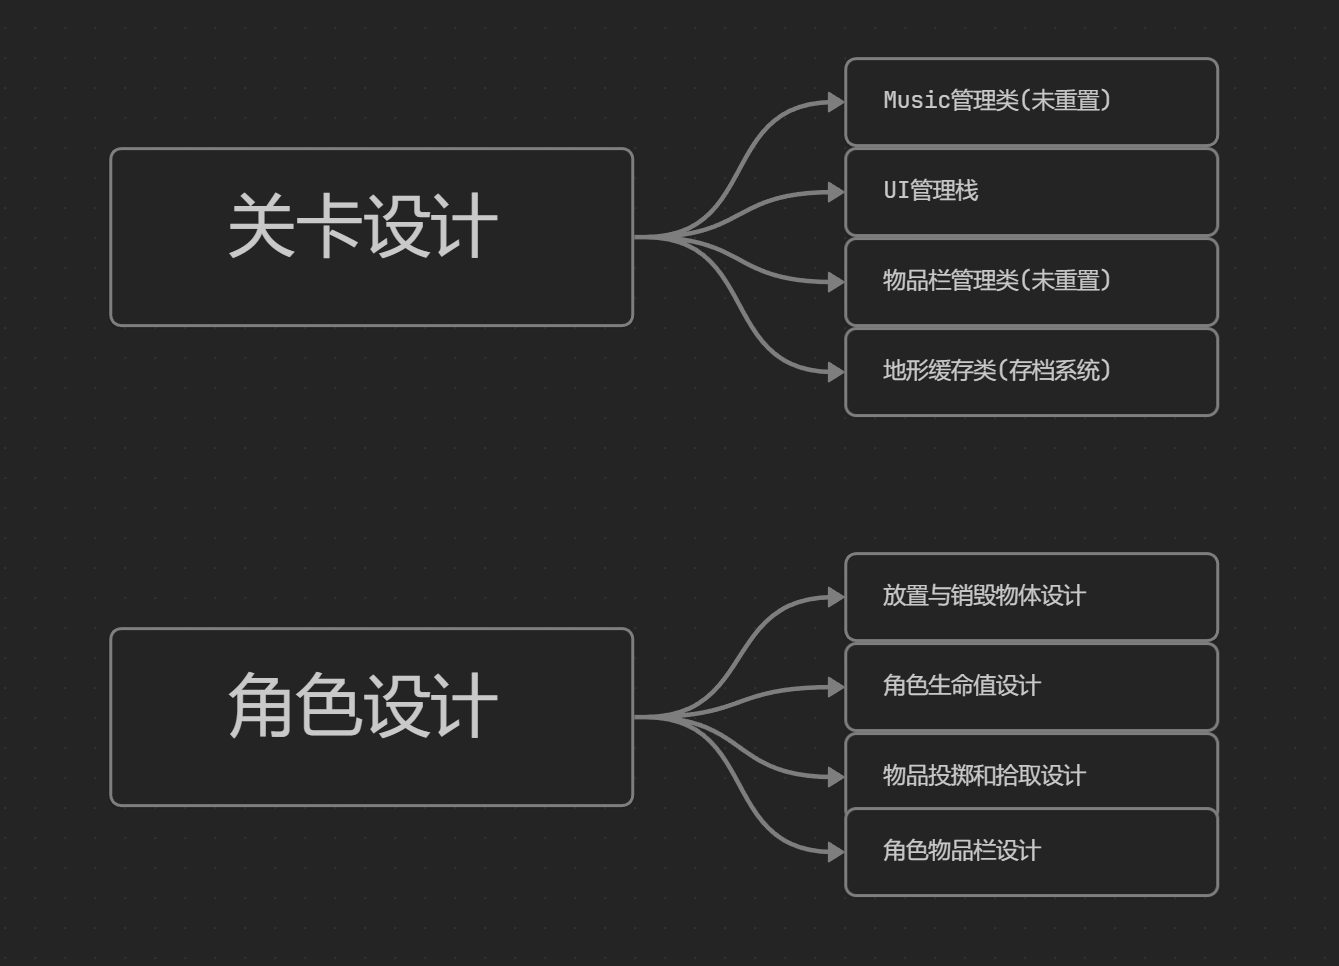 关卡设计
Music管理类(未重置)
UI管理栈
物品栏管理类(未重置)
地形缓存类(存档系统)
角色设计
放置与销毁物体设计
角色生命值设计
物品投掷和拾取设计
角色物品栏设计